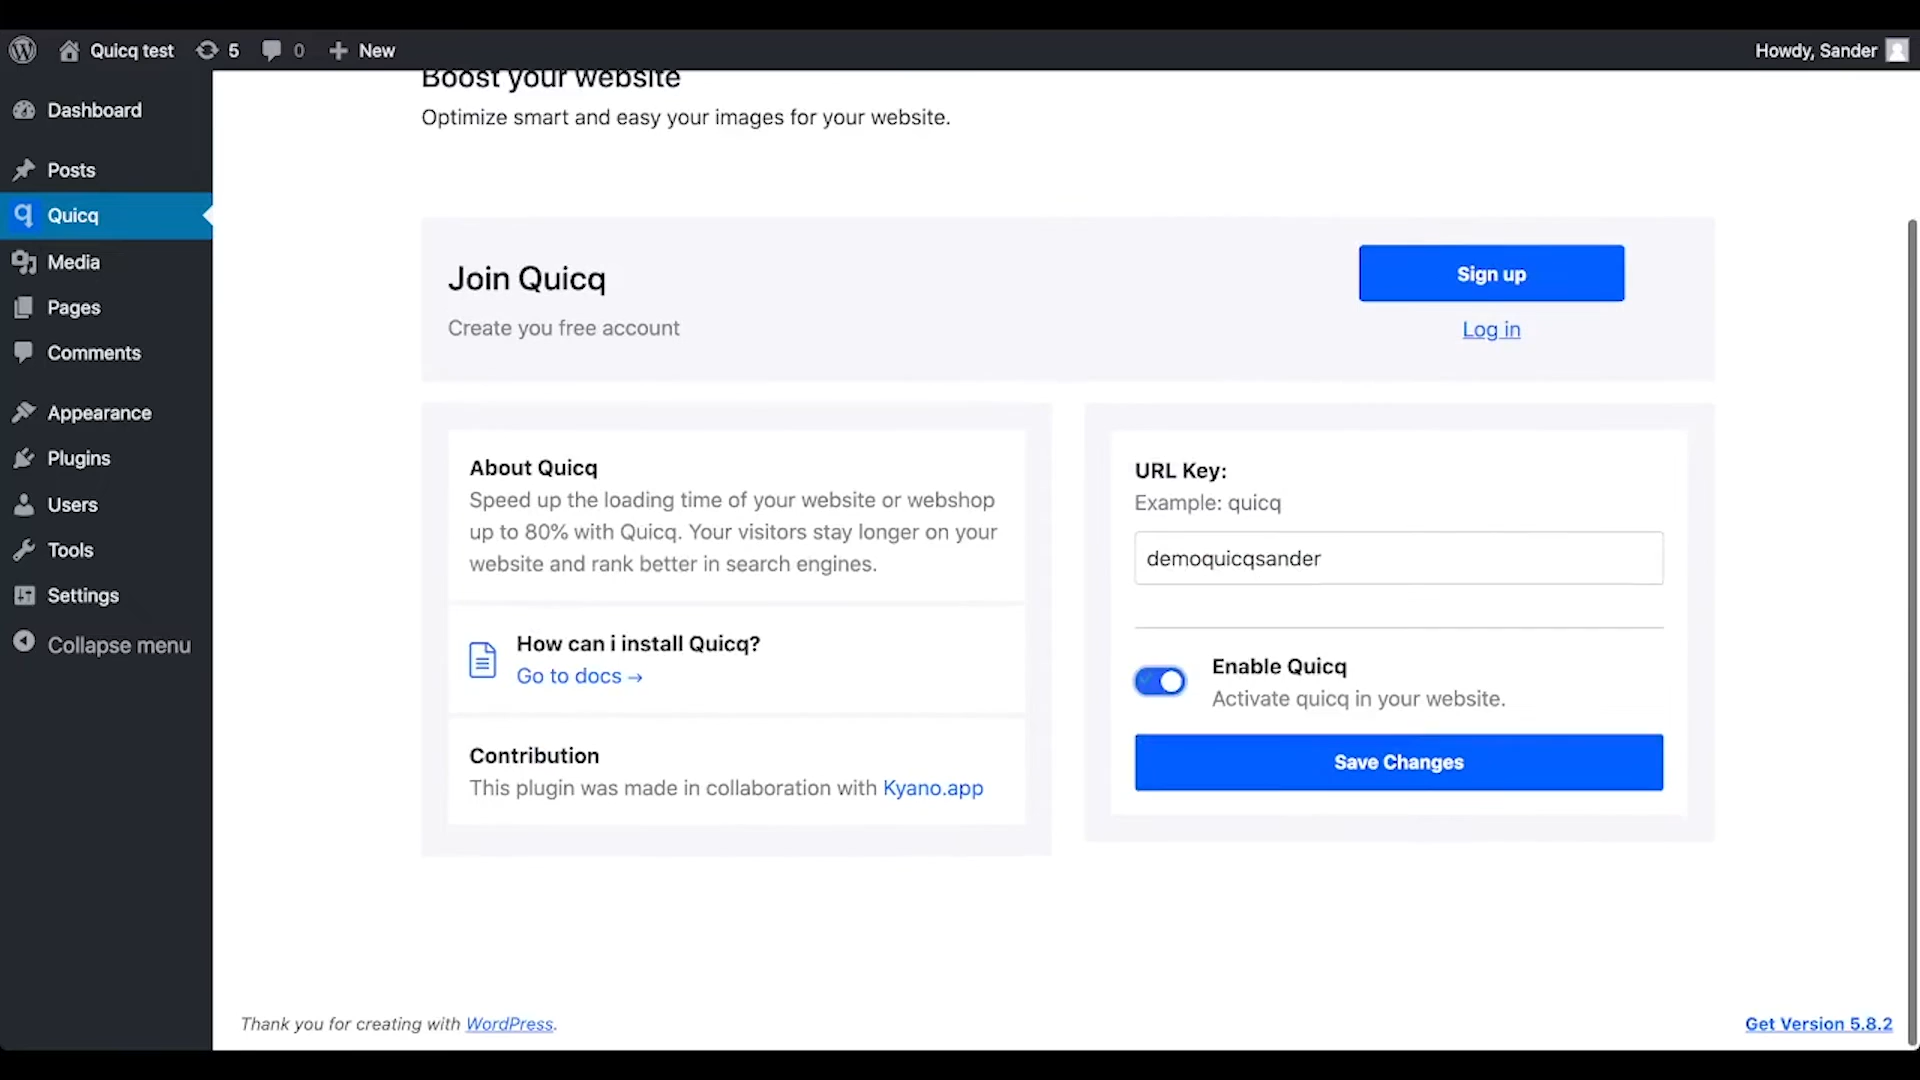 Quicq test 5 0 New Howdy, Sander
Dashboard
Posts
Quicq
Media
Pages
Comments
Appearance
Plugins
Users
Tools
Settings
Collapse menu
Boost your website
Optimize smart and easy your images for your website.
Join Quicq
Create you free account
Sign up
Log in
About Quicq
Speed up the loading time of your website or webshop
up to 80% with Quicq. Your visitors stay longer on your
website and rank better in search engines.
How can i install Quicq?
Go to docs →
Contribution
This plugin was made in collaboration with Kyano.app
URL Key:
Example: quicq
demoquicqsander
Enable Quicq
Activate quicq in your website.
Save Changes
Thank you for creating with WordPress.
Get Version 5.8.2